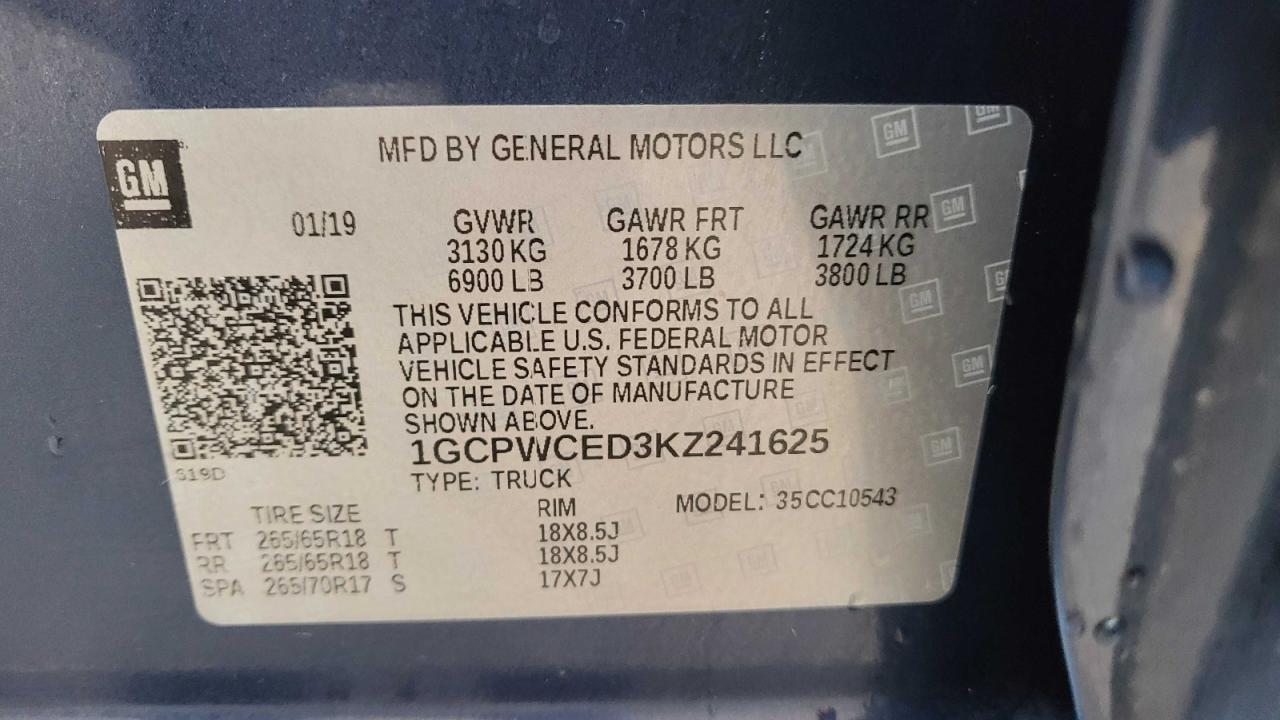 GM
MFD BY GENERAL MOTORS LLC
01/19 GVWR GAWR FRT GAWR RR
3130 KG 1678 KG 1724 KG
6900 LB 3700 LB 3800 LB
THIS VEHICLE CONFORMS TO ALL
APPLICABLE U.S. FEDERAL MOTOR
VEHICLE SAFETY STANDARDS IN EFFECT
ON THE DATE OF MANUFACTURE
SHOWN ABOVE.
1GCPWCED3KZ241625
S19D
TYPE: TRUCK
TIRE SIZE RIM MODEL: 35CC10543
FRT 265/65R18 T 18X8.5J
RR 265/65R18 T 18X8.5J
SPA 265/70R17 S 17X7J